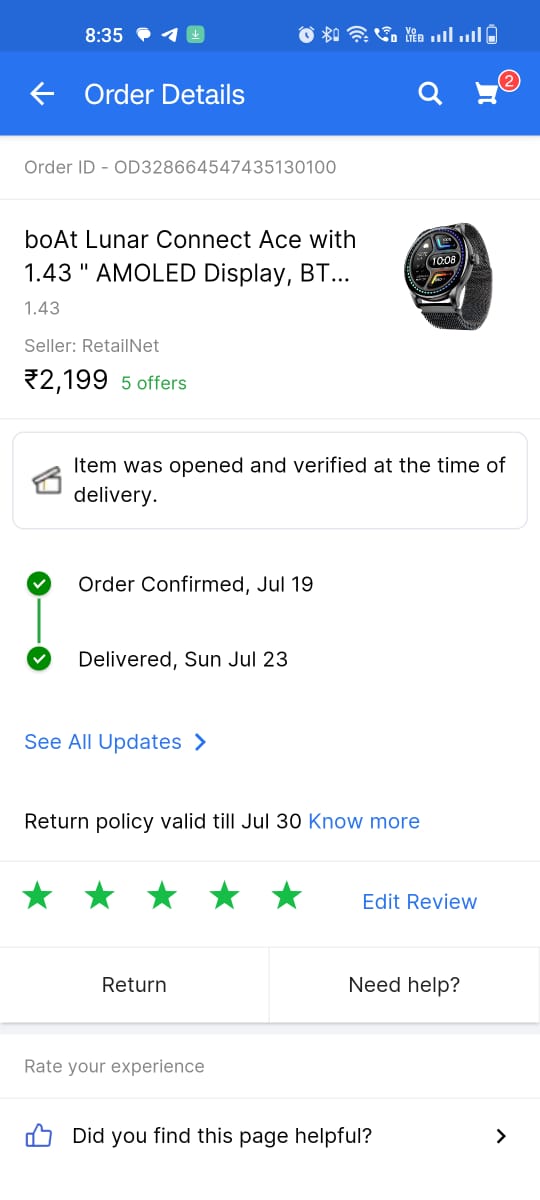 8:35
Vo LTE2
Order Details
2
Order ID - OD328664547435130100
boAt Lunar Connect Ace with
1.43 " AMOLED Display, BT...
10:08
1.43
Seller: RetailNet
₹2,199 5 offers
Item was opened and verified at the time of
delivery.
Order Confirmed, Jul 19
Delivered, Sun Jul 23
See All Updates
Return policy valid till Jul 30 Know more
Edit Review
Return
Need help?
Rate your experience
Did you find this page helpful?